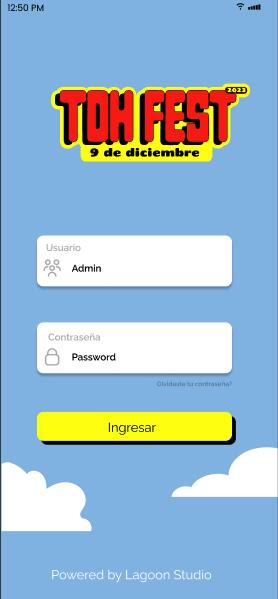 12:50 PM
2023
TOH FEST
9 de diciembre
Usuario
Admin
Contraseña
Password
Olvidaste tu contraseña?
Ingresar
Powered by Lagoon Studio